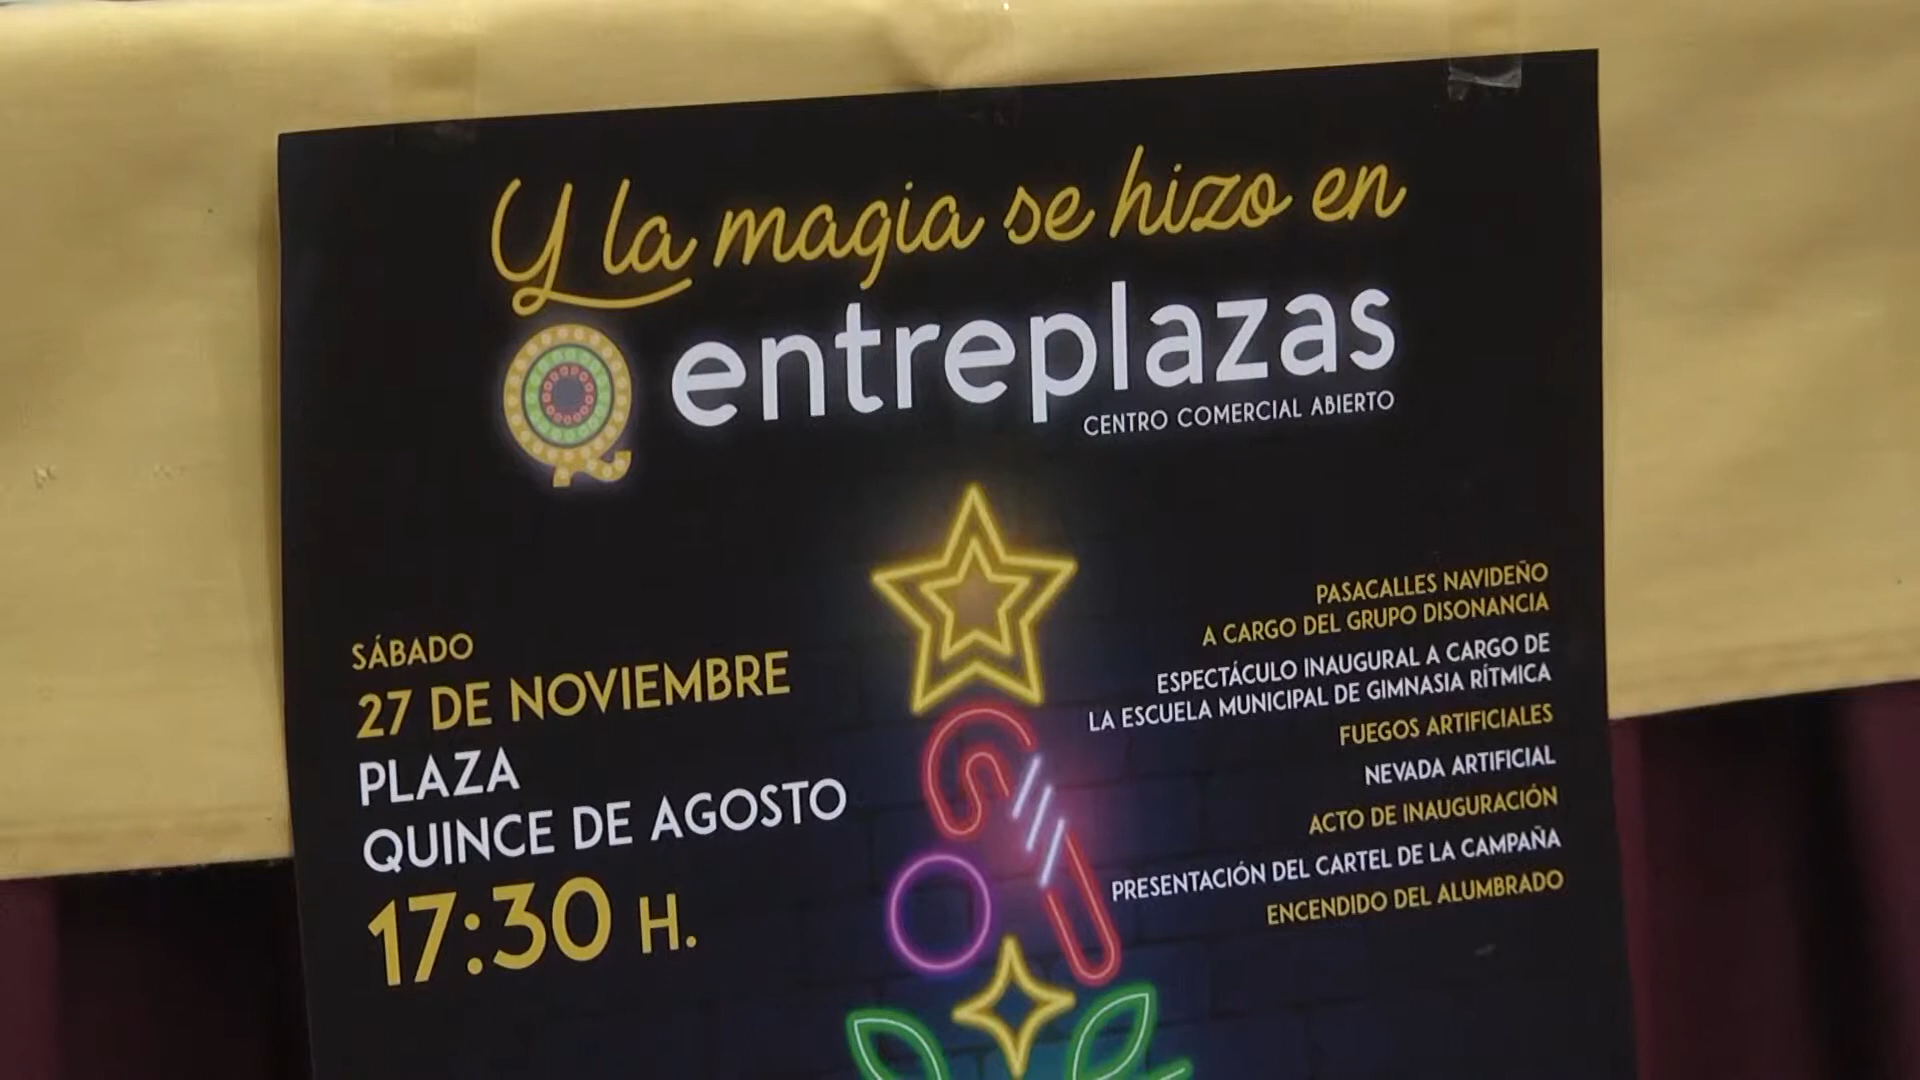 Y la magia se hizo en
entreplazas
CENTRO COMERCIAL ABIERTO
SÁBADO
27 DE NOVIEMBRE
PLAZA
QUINCE DE AGOSTO
17:30 H.
PASACALLES NAVIDEÑO
A CARGO DEL GRUPO DISONANCIA
ESPECTÁCULO INAUGURAL A CARGO DE
LA ESCUELA MUNICIPAL DE GIMNASIA RÍTMICA
FUEGOS ARTIFICIALES
NEVADA ARTIFICIAL
ACTO DE INAUGURACIÓN
PRESENTACIÓN DEL CARTEL DE LA CAMPAÑA
ENCENDIDO DEL ALUMBRADO